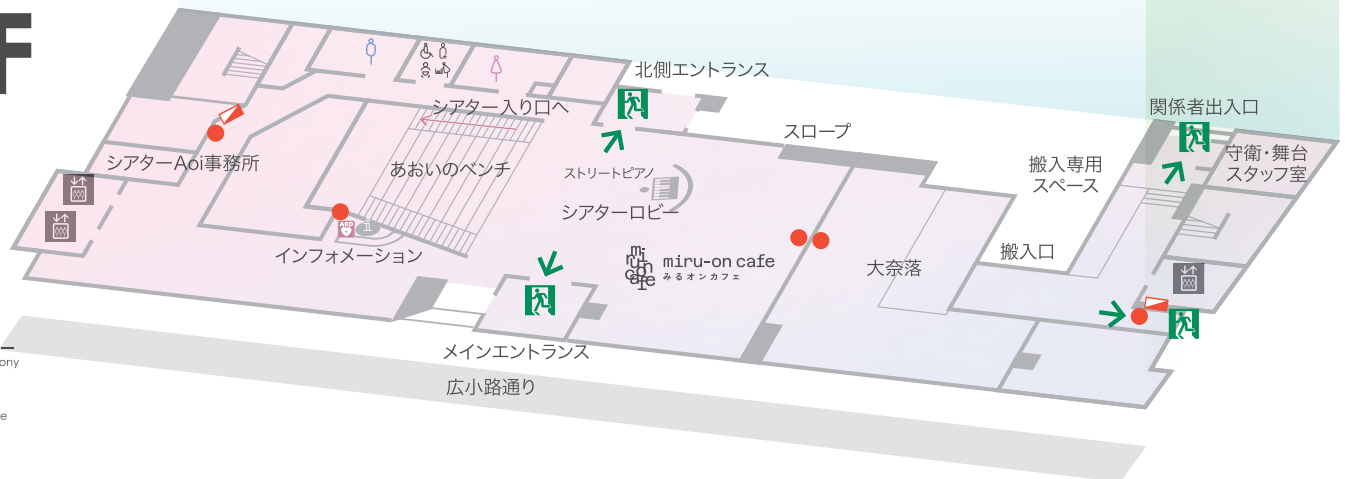 F
北側エントランス
関係者出入口
シアター入り口へ
スロープ
守衛・舞台
スタッフ室
搬入専用
スペース
シアターAoi事務所
あおいのベンチ
ストリートピアノ
シアターロビー
AED
i
インフォメーション
搬入口
miru-on cafe
miru-on cafe
みるオンカフェ
大奈落
メインエントランス
ony
広小路通り
e